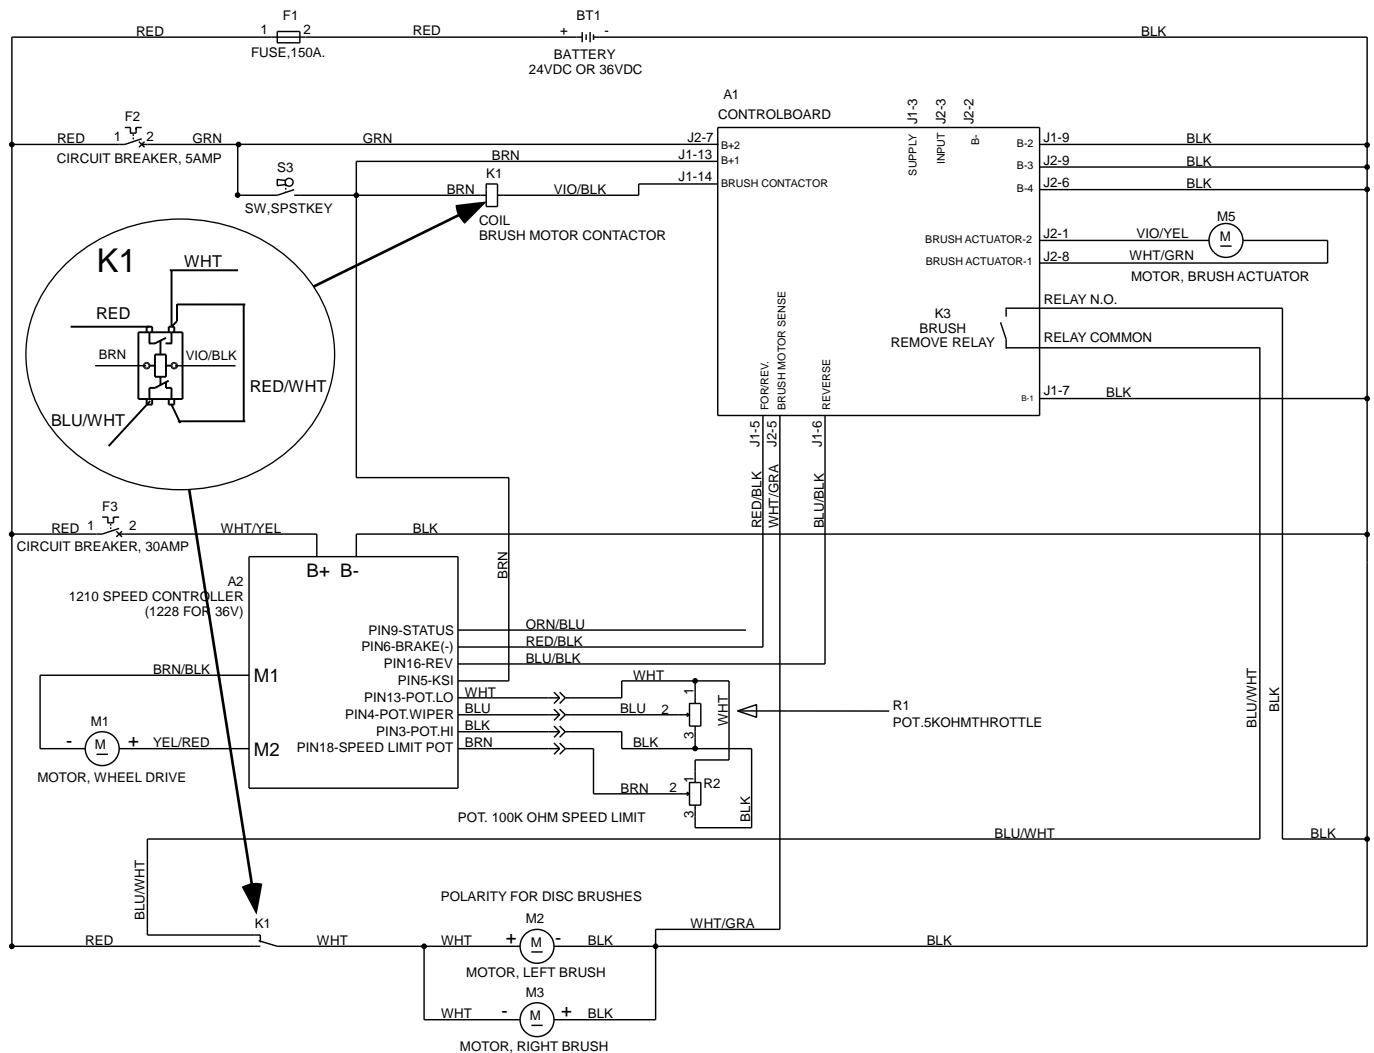 F1
BT1
RED
1
2
RED
+
-
BLK
FUSE,150A.
BATTERY
24VDC OR 36VDC
A1
CONTROLBOARD
J1-3
J2-3
J2-2
SUPPLY
INPUT
B-
F2
RED
1
2
GRN
GRN
J2-7
B+2
CIRCUIT BREAKER, 5AMP
BRN
J1-13
B+1
S3
K1
J1-14
BRUSH CONTACTOR
BRN
VIO/BLK
SW,SPSTKEY
COIL
BRUSH MOTOR CONTACTOR
B-2
J1-9
BLK
B-3
J2-9
BLK
B-4
J2-6
BLK
M5
BRUSH ACTUATOR-2
J2-1
VIO/YEL
M
BRUSH ACTUATOR-1
J2-8
WHT/GRN
MOTOR, BRUSH ACTUATOR
K3
BRUSH
REMOVE RELAY
RELAY N.O.
RELAY COMMON
B-1
J1-7
BLK
K1
WHT
RED
BRN
VIO/BLK
RED/WHT
BLU/WHT
FOR/REV.
BRUSH MOTOR SENSE
REVERSE
J1-5
J2-5
J1-6
RED/BLK
WHT/GRA
BLU/BLK
F3
RED
1
2
WHT/YEL
BLK
CIRCUIT BREAKER, 30AMP
BRN
B+
B-
A2
1210 SPEED CONTROLLER
(1228 FOR 36V)
PIN9-STATUS
ORN/BLU
PIN6-BRAKE(-)
RED/BLK
PIN16-REV
BLU/BLK
PIN5-KSI
PIN13-POT.LO
WHT
WHT
PIN4-POT.WIPER
BLU
BLU
PIN3-POT.HI
BLK
BLK
PIN18-SPEED LIMIT POT
BRN
BRN
1
2
3
WHT
R1
POT.5KOHMTHROTTLE
1
2
3
R2
BLK
POT. 100K OHM SPEED LIMIT
BRN/BLK
M1
M1
-
M
+
YEL/RED
M2
MOTOR, WHEEL DRIVE
BLU/WHT
BLK
BLU/WHT
BLK
BLU/WHT
POLARITY FOR DISC BRUSHES
K1
RED
WHT
WHT
M2
+
M
-
BLK
WHT/GRA
BLK
MOTOR, LEFT BRUSH
M3
WHT
-
M
+
BLK
MOTOR, RIGHT BRUSH